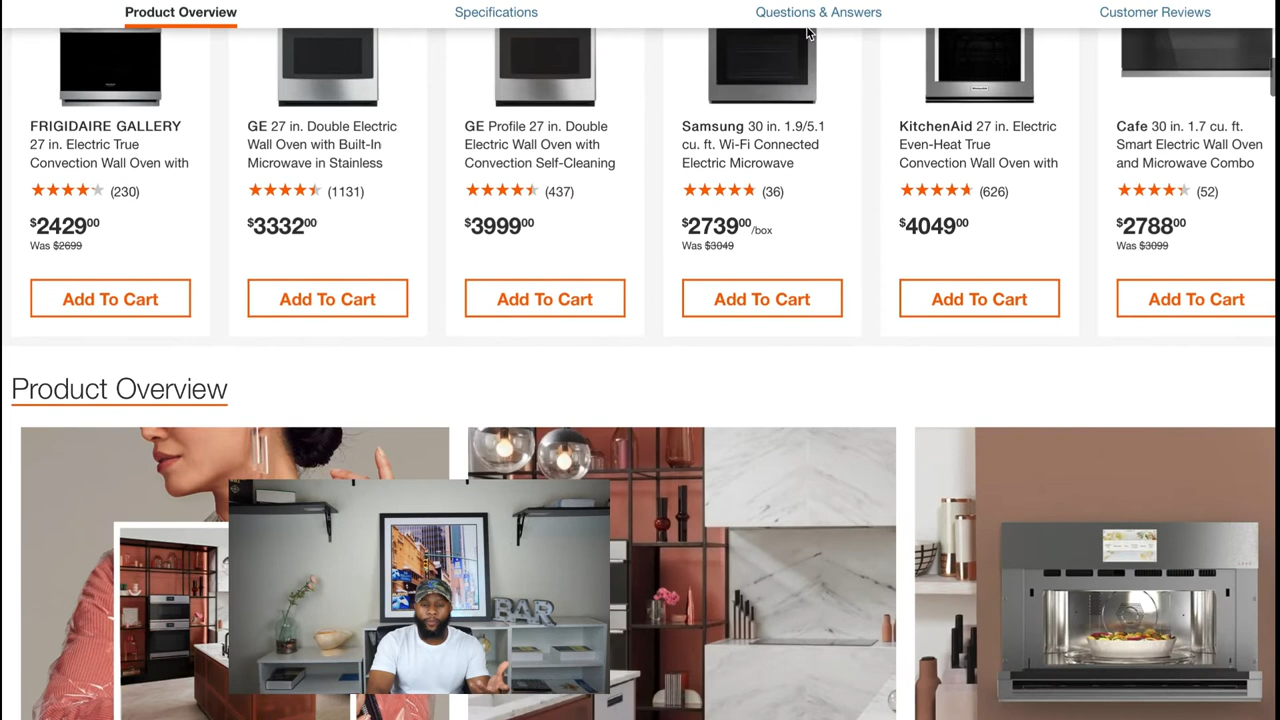 Product Overview
Specifications
Questions & Answers
Customer Reviews
FRIGIDAIRE GALLERY
27 in. Electric True
Convection Wall Oven with
(230)
$242900
Was $2699
Add To Cart
GE 27 in. Double Electric
Wall Oven with Built-In
Microwave in Stainless
(1131)
$333200
Add To Cart
GE Profile 27 in. Double
Electric Wall Oven with
Convection Self-Cleaning
(437)
$399900
Add To Cart
Samsung 30 in. 1.9/5.1
cu. ft. Wi-Fi Connected
Electric Microwave
(36)
$273900/box
Was $3049
Add To Cart
KitchenAid 27 in. Electric
Even-Heat True
Convection Wall Oven with
(626)
$404900
Add To Cart
Cafe 30 in. 1.7 cu. ft.
Smart Electric Wall Oven
and Microwave Combo
(52)
$278800
Was $3099
Add To Cart
Product Overview
BAR